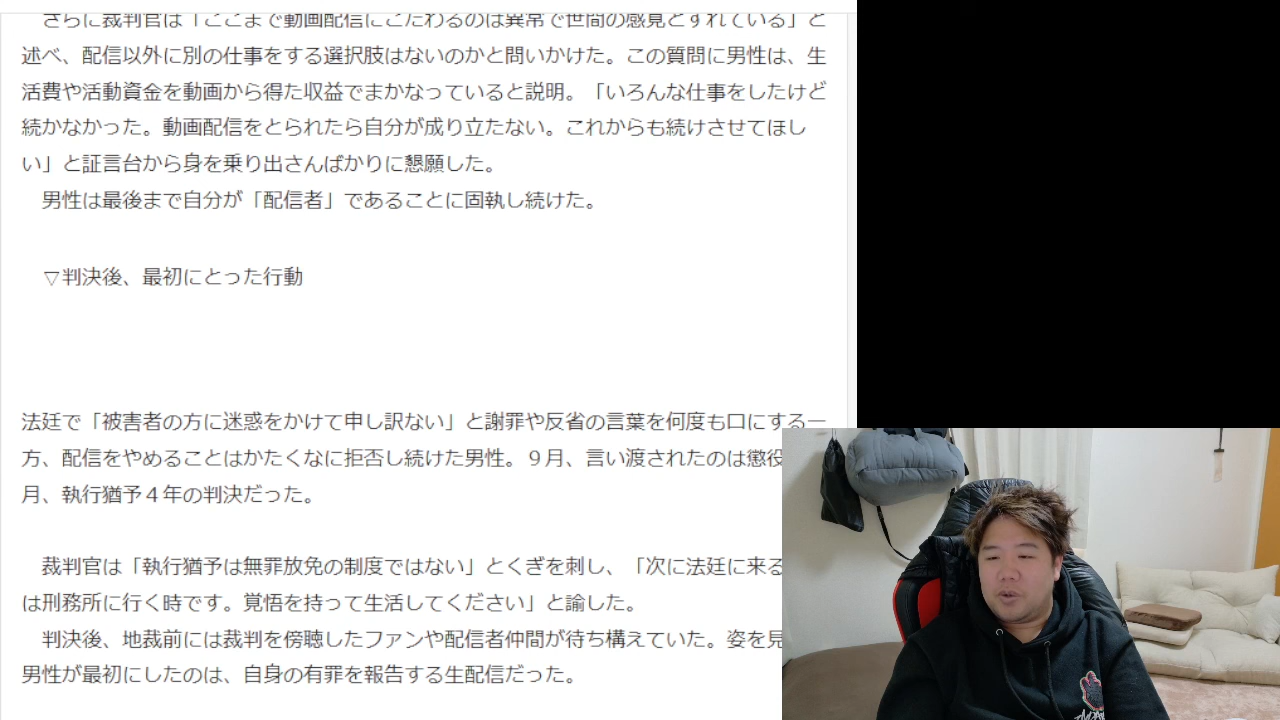 さらに裁判官は「ここまで動画配信にこだわるのは異常で世間の感覚とずれている」と
述べ、配信以外に別の仕事をする選択肢はないのかと問いかけた。この質問に男性は、生
活費や活動資金を動画から得た収益でまかなっていると説明。「いろんな仕事をしたけど
続かなかった。動画配信をとられたら自分が成り立たない。これからも続けさせてほし
い」と証言台から身を乗り出さんばかりに懇願した。
男性は最後まで自分が「配信者」であることに固執し続けた。
▽判決後、最初にとった行動
法廷で「被害者の方に迷惑をかけて申し訳ない」と謝罪や反省の言葉を何度も口にする一
方、配信をやめることはかたくなに拒否し続けた男性。９月、言い渡されたのは懲役
月、執行猶予４年の判決だった。
裁判官は「執行猶予は無罪放免の制度ではない」とくぎを刺し、「次に法廷に来る
は刑務所に行く時です。覚悟を持って生活してください」と諭した。
判決後、地裁前には裁判を傍聴したファンや配信者仲間が待ち構えていた。姿を見
男性が最初にしたのは、自身の有罪を報告する生配信だった。